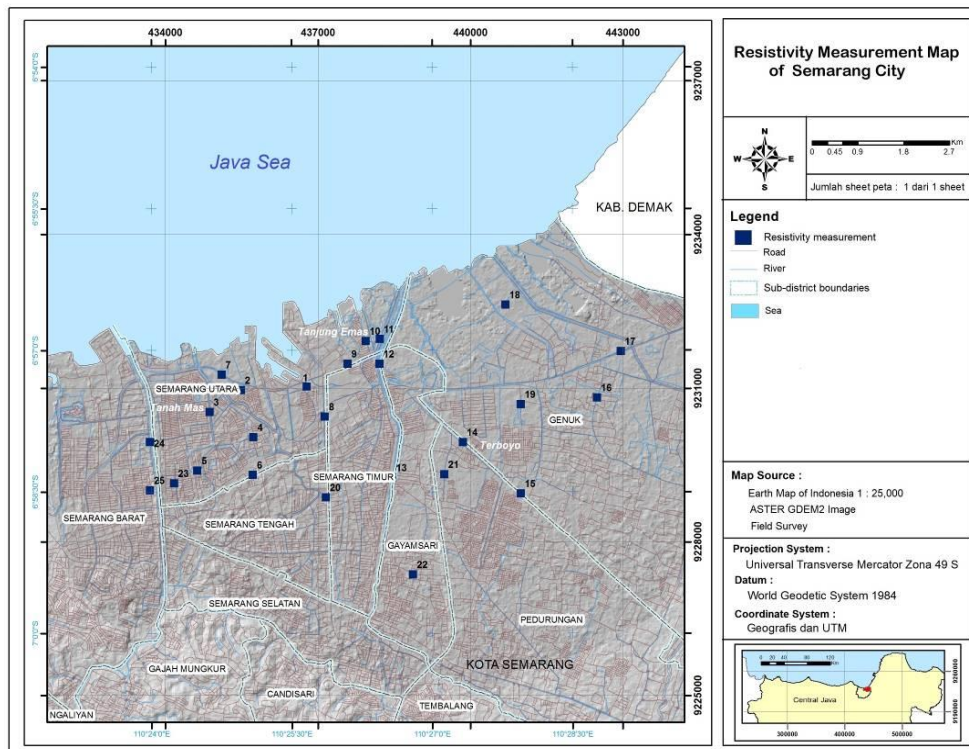 434000 437000 440000 443000
6°54'0"S
9237000
Java Sea
KAB. DEMAK
6°55'30"S
9234000
18
Tanjung Emas
10
11
6°57'0"S
17
9
12
7
1
9231000
SEMARANG UTARA
2
16
Tanah Mas
3
19
8
GENUK
4
14
24
Terboyo
5
6
SEMARANG TIMUR
13
21
23
25
15
20
SEMARANG BARAT
SEMARANG TENGAH
GAYAMSARI
9228000
22
SEMARANG SELATAN
PEDURUNGAN
7°0'0"S
GAJAH MUNGKUR
KOTA SEMARANG
CANDISARI
9225000
TEMBALANG
NGALIYAN
110°24'0"E 110°25'30"E 110°27'0"E 110°28'30"E
Resistivity Measurement Map
of Semarang City
N
W E
S
Km
0 0.45 0.9 1.8 2.7
Jumlah sheet peta : 1 dari 1 sheet
Legend
Resistivity measurement
Road
River
Sub-district boundaries
Sea
Map Source :
Earth Map of Indonesia 1 : 25,000
ASTER GDEM2 Image
Field Survey
Projection System :
Universal Transverse Mercator Zona 49 S
Datum :
World Geodetic System 1984
Coordinate System :
Geografis dan UTM
0 20 40 80 120
Km
Central Java
300000 400000 500000